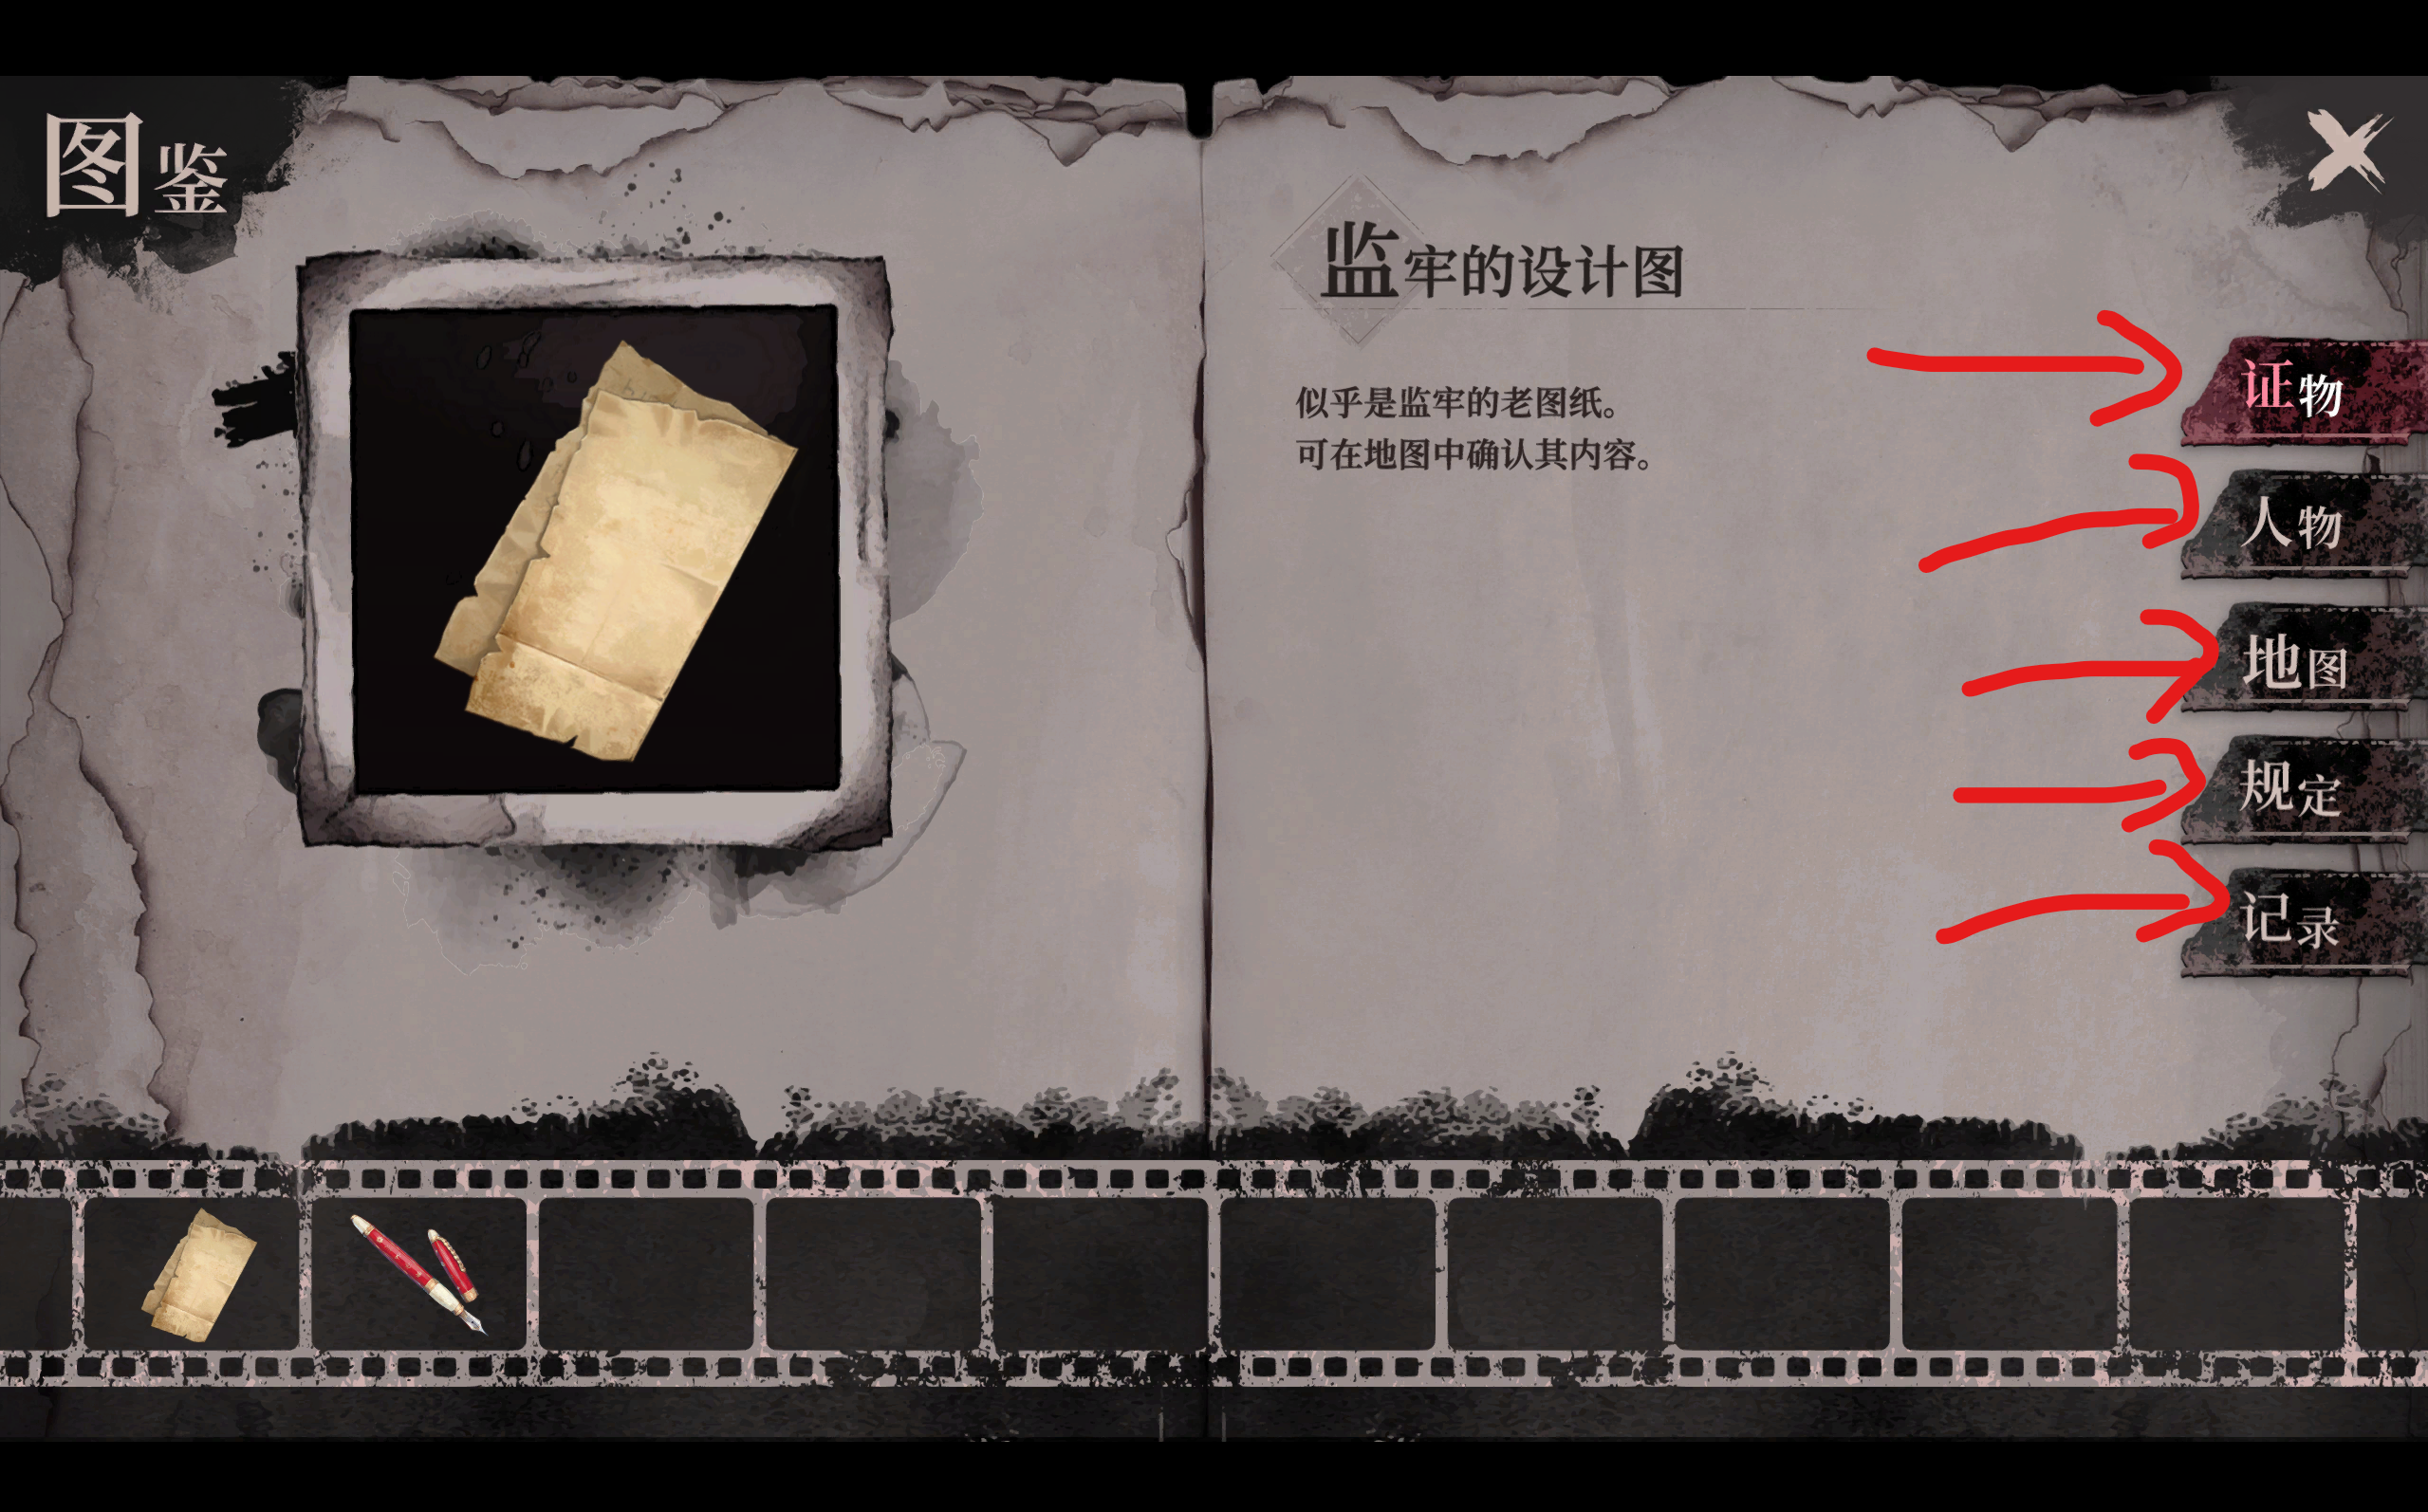 图鉴
监牢的设计图
似乎是监牢的老图纸。
可在地图中确认其内容。
证物
人物
地图
规定
记录